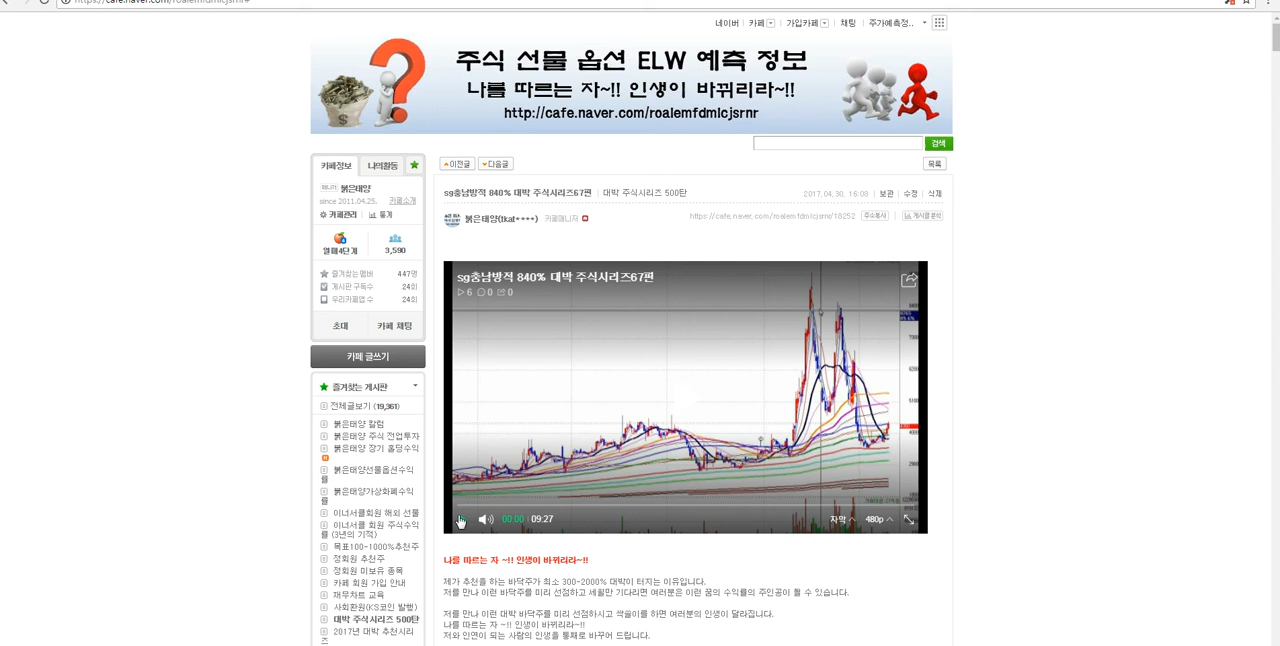 https://cafe.naver.com/roalemfdmlcjsrnr#
네이버 카페 가입카페 채팅 주가예측정..
주식 선물 옵션 ELW 예측 정보
나를 따르는 자~!! 인생이 바뀌리라~!!
http://cafe.naver.com/roalemfdmlcjsrnr
검색
카페정보 나의활동
매니저 붉은태양
since 2011.04.25. 카페소개
카페관리 통계
열매4단계 3,590
즐겨찾는 멤버 447명
게시판 구독수 24회
우리카페앱 수 24회
초대 카페 채팅
카페 글쓰기
즐겨찾는 게시판
전체글보기 (19,361)
붉은태양 칼럼
붉은태양 주식 전업투자
붉은태양 장기 홀딩수익
붉은태양선물옵션수익
률
붉은태양가상화폐수익
률
이너서클회원 해외 선물
이너서클 회원 주식수익
률 (3년의 기적)
목표100-1000%추천주
정회원 추천주
정회원 미보유 종목
카페 회원 가입 안내
재무차트 교육
사회환원(KS코인 발행)
대박 주식시리즈 500탄
2017년 대박 추천시리
즈
이전글 다음글 목록
sg충남방적 840% 대박 주식시리즈67편 대박 주식시리즈 500탄 2017.04.30. 16:08 보관 수정 삭제
붉은태양(tkat****) 카페매니저 https://cafe.naver.com/roalemfdmlcjsrnr/18252 주소복사 게시글 분석
sg충남방적 840% 대박 주식시리즈67편
6 0 0
00:00 09:27 자막 480p
나를 따르는 자 ~!! 인생이 바뀌리라~!!
제가 추천을 하는 바닥주가 최소 300-2000% 대박이 터지는 이유입니다.
저를 만나 이런 바닥주를 미리 선점하고 세월만 기다리면 여러분은 이런 꿈의 수익률의 주인공이 될 수 있습니다.
저를 만나 이런 대박 바닥주를 미리 선점하시고 싹쓸이를 하면 여러분의 인생이 달라집니다.
나를 따르는 자 ~!! 인생이 바뀌리라~!!
저와 인연이 되는 사람의 인생을 통째로 바꾸어 드립니다.